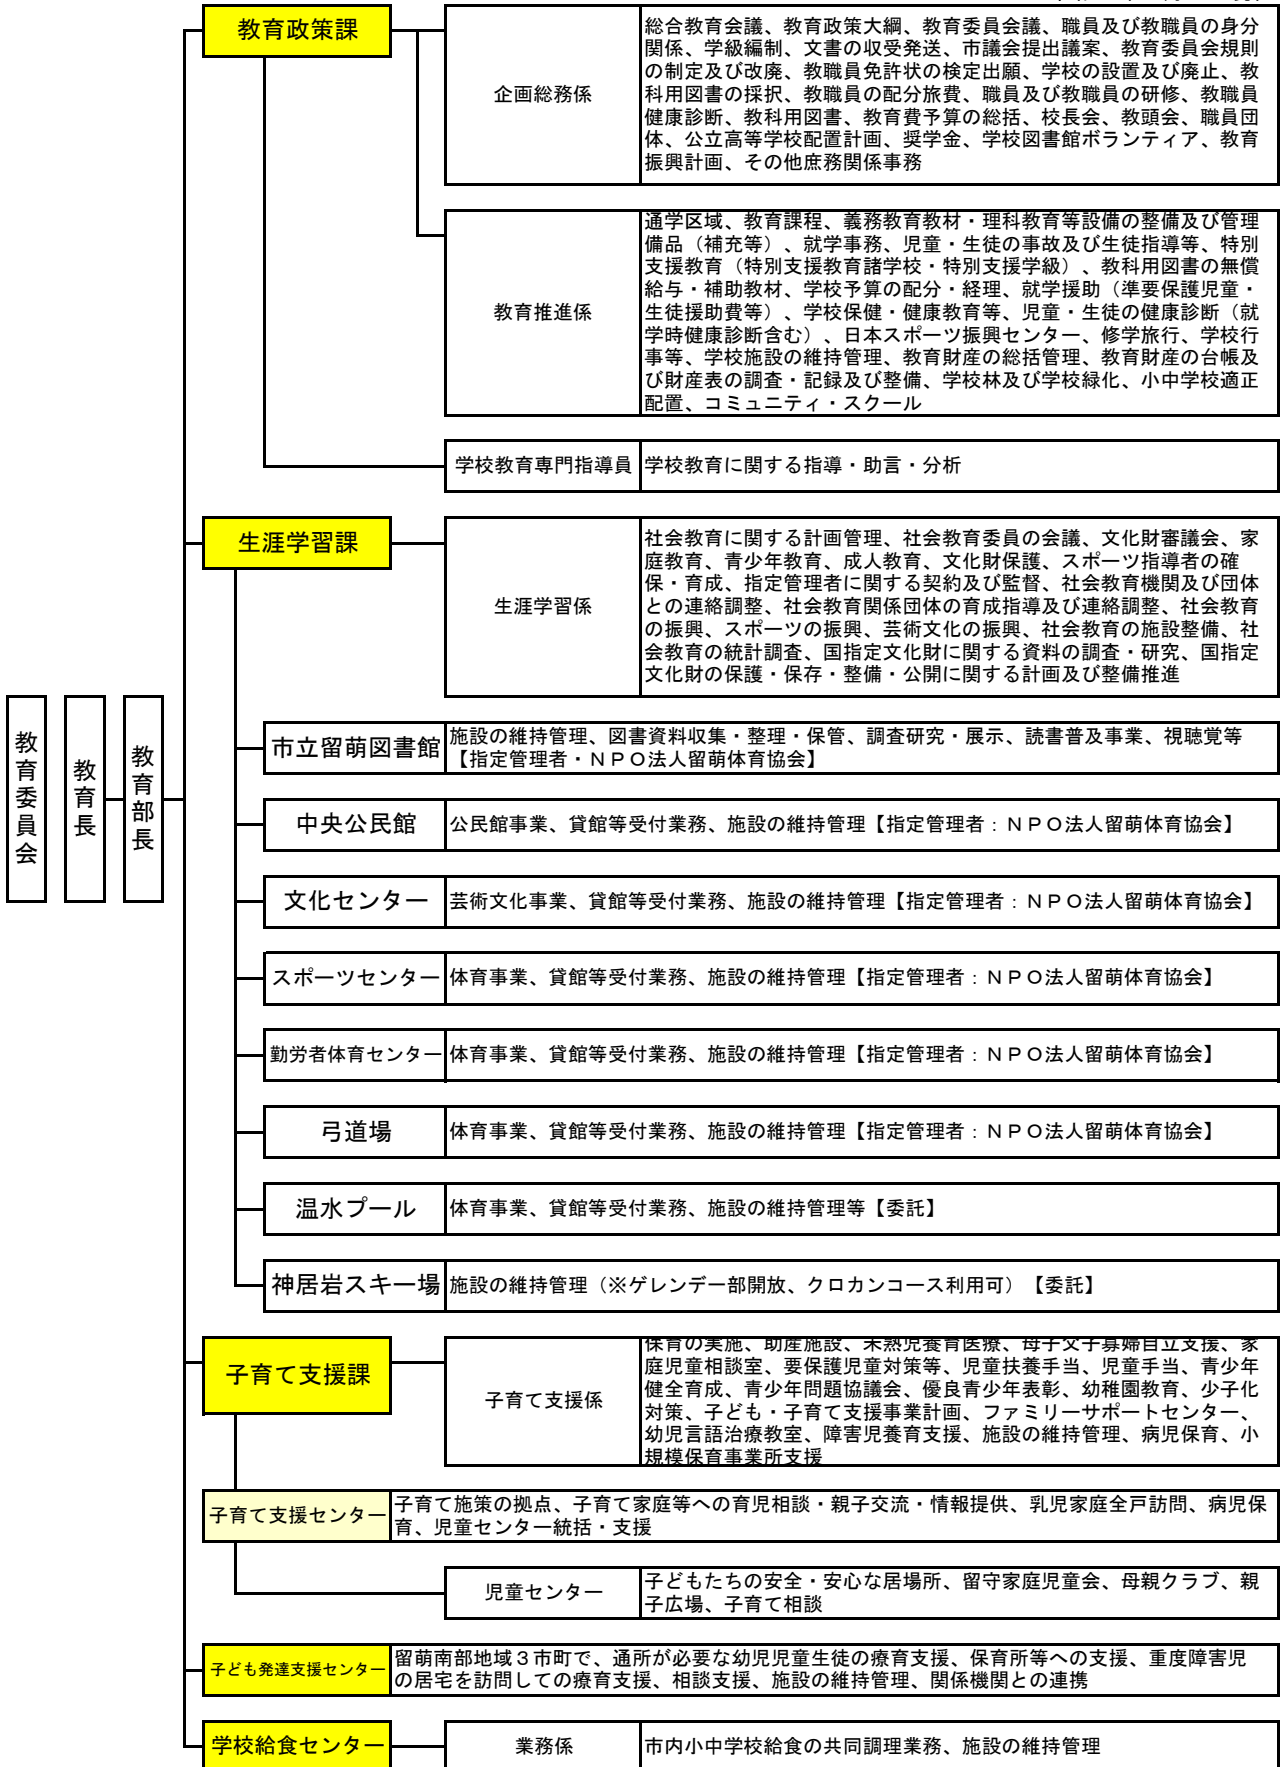 教育政策課
企画総務係
総合教育会議、教育政策大綱、教育委員会議、職員及び教職員の身分
関係、学級編制、文書の収受発送、市議会提出議案、教育委員会規則
の制定及び改廃、教職員免許状の検定出願、学校の設置及び廃止、教
科用図書の採択、教職員の配分旅費、職員及び教職員の研修、教職員
健康診断、教科用図書、教育費予算の総括、校長会、教頭会、職員団
体、公立高等学校配置計画、奨学金、学校図書館ボランティア、教育
振興計画、その他庶務関係事務
教育推進係
通学区域、教育課程、義務教育教材・理科教育等設備の整備及び管理
備品（補充等）、就学事務、児童・生徒の事故及び生徒指導等、特別
支援教育（特別支援教育諸学校・特別支援学級）、教科用図書の無償
給与・補助教材、学校予算の配分・経理、就学援助（準要保護児童・
生徒援助費等）、学校保健・健康教育等、児童・生徒の健康診断（就
学時健康診断含む）、日本スポーツ振興センター、修学旅行、学校行
事等、学校施設の維持管理、教育財産の総括管理、教育財産の台帳及
び財産表の調査・記録及び整備、学校林及び学校緑化、小中学校適正
配置、コミュニティ・スクール
学校教育専門指導員
学校教育に関する指導・助言・分析
生涯学習課
生涯学習係
社会教育に関する計画管理、社会教育委員の会議、文化財審議会、家
庭教育、青少年教育、成人教育、文化財保護、スポーツ指導者の確
保・育成、指定管理者に関する契約及び監督、社会教育機関及び団体
との連絡調整、社会教育関係団体の育成指導及び連絡調整、社会教育
の振興、スポーツの振興、芸術文化の振興、社会教育の施設整備、社
会教育の統計調査、国指定文化財に関する資料の調査・研究、国指定
文化財の保護・保存・整備・公開に関する計画及び整備推進
教育委員会
教育長
教育部長
市立留萌図書館
施設の維持管理、図書資料収集・整理・保管、調査研究・展示、読書普及事業、視聴覚等
【指定管理者・ＮＰＯ法人留萌体育協会】
中央公民館
公民館事業、貸館等受付業務、施設の維持管理【指定管理者：ＮＰＯ法人留萌体育協会】
文化センター
芸術文化事業、貸館等受付業務、施設の維持管理【指定管理者：ＮＰＯ法人留萌体育協会】
スポーツセンター
体育事業、貸館等受付業務、施設の維持管理【指定管理者：ＮＰＯ法人留萌体育協会】
勤労者体育センター
体育事業、貸館等受付業務、施設の維持管理【指定管理者：ＮＰＯ法人留萌体育協会】
弓道場
体育事業、貸館等受付業務、施設の維持管理【指定管理者：ＮＰＯ法人留萌体育協会】
温水プール
体育事業、貸館等受付業務、施設の維持管理等【委託】
神居岩スキー場
施設の維持管理（※ゲレンデ一部開放、クロカンコース利用可）【委託】
子育て支援課
子育て支援係
保育の実施、助産施設、未熟児養育医療、母子父子寡婦自立支援、家
庭児童相談室、要保護児童対策等、児童扶養手当、児童手当、青少年
健全育成、青少年問題協議会、優良青少年表彰、幼稚園教育、少子化
対策、子ども・子育て支援事業計画、ファミリーサポートセンター、
幼児言語治療教室、障害児養育支援、施設の維持管理、病児保育、小
規模保育事業所支援
子育て支援センター
子育て施策の拠点、子育て家庭等への育児相談・親子交流・情報提供、乳児家庭全戸訪問、病児保
育、児童センター統括・支援
児童センター
子どもたちの安全・安心な居場所、留守家庭児童会、母親クラブ、親
子広場、子育て相談
子ども発達支援センター
留萌南部地域３市町で、通所が必要な幼児児童生徒の療育支援、保育所等への支援、重度障害児
の居宅を訪問しての療育支援、相談支援、施設の維持管理、関係機関との連携
学校給食センター
業務係
市内小中学校給食の共同調理業務、施設の維持管理